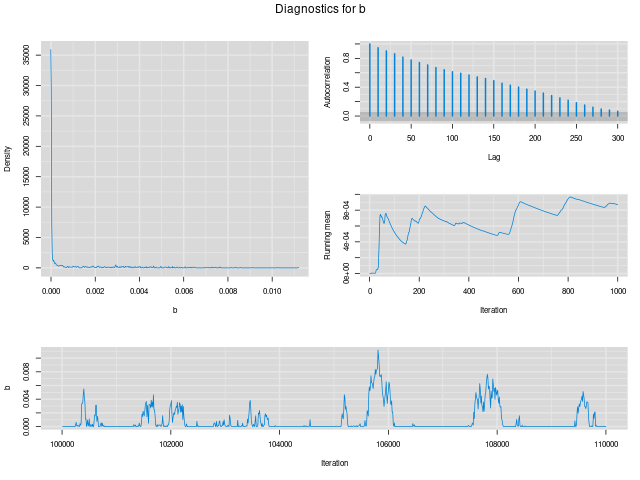 Diagnostics for b
Density
0 5000 10000 15000 20000 25000 30000 35000
0.000 0.002 0.004 0.006 0.008 0.010
b
Autocorrelation
0.0 0.4 0.8
0 50 100 150 200 250 300
Lag
Running mean
0e+00 4e-04 8e-04
0 200 400 600 800 1000
Iteration
b
0.000 0.004 0.008
100000 102000 104000 106000 108000 110000
Iteration